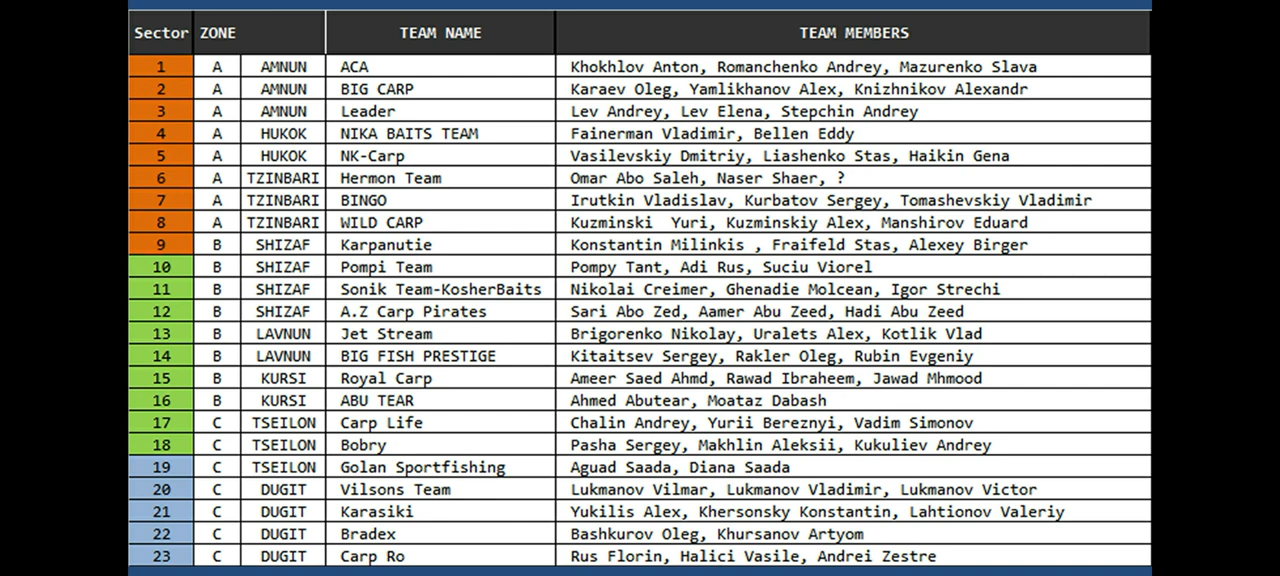 Sector ZONE TEAM NAME TEAM MEMBERS
1 A AMNUN ACA Khokhlov Anton, Romanchenko Andrey, Mazurenko Slava
2 A AMNUN BIG CARP Karaev Oleg, Yamlikhanov Alex, Knizhnikov Alexandr
3 A AMNUN Leader Lev Andrey, Lev Elena, Stepchin Andrey
4 A HUKOK NIKA BAITS TEAM Fainerman Vladimir, Bellen Eddy
5 A HUKOK NK-Carp Vasilevskiy Dmitriy, Liashenko Stas, Haikin Gena
6 A TZINBARI Hermon Team Omar Abo Saleh, Naser Shaer, ?
7 A TZINBARI BINGO Irutkin Vladislav, Kurbatov Sergey, Tomashevskiy Vladimir
8 A TZINBARI WILD CARP Kuzminski Yuri, Kuzminskiy Alex, Manshirov Eduard
9 B SHIZAF Karpanutie Konstantin Milinkis , Fraifeld Stas, Alexey Birger
10 B SHIZAF Pompi Team Pompy Tant, Adi Rus, Suciu Viorel
11 B SHIZAF Sonik Team-KosherBaits Nikolai Creimer, Ghenadie Molcean, Igor Strechi
12 B SHIZAF A.Z Carp Pirates Sari Abo Zed, Aamer Abu Zeed, Hadi Abu Zeed
13 B LAVNUN Jet Stream Brigorenko Nikolay, Uralets Alex, Kotlik Vlad
14 B LAVNUN BIG FISH PRESTIGE Kitaitsev Sergey, Rakler Oleg, Rubin Evgeniy
15 B KURSI Royal Carp Ameer Saed Ahmd, Rawad Ibraheem, Jawad Mhmood
16 B KURSI ABU TEAR Ahmed Abutear, Moataz Dabash
17 C TSEILON Carp Life Chalin Andrey, Yurii Bereznyi, Vadim Simonov
18 C TSEILON Bobry Pasha Sergey, Makhlin Aleksii, Kukuliev Andrey
19 C TSEILON Golan Sportfishing Aguad Saada, Diana Saada
20 C DUGIT Vilsons Team Lukmanov Vilmar, Lukmanov Vladimir, Lukmanov Victor
21 C DUGIT Karasiki Yukilis Alex, Khersonsky Konstantin, Lahtionov Valeriy
22 C DUGIT Bradex Bashkurov Oleg, Khursanov Artyom
23 C DUGIT Carp Ro Rus Florin, Halici Vasile, Andrei Zestre